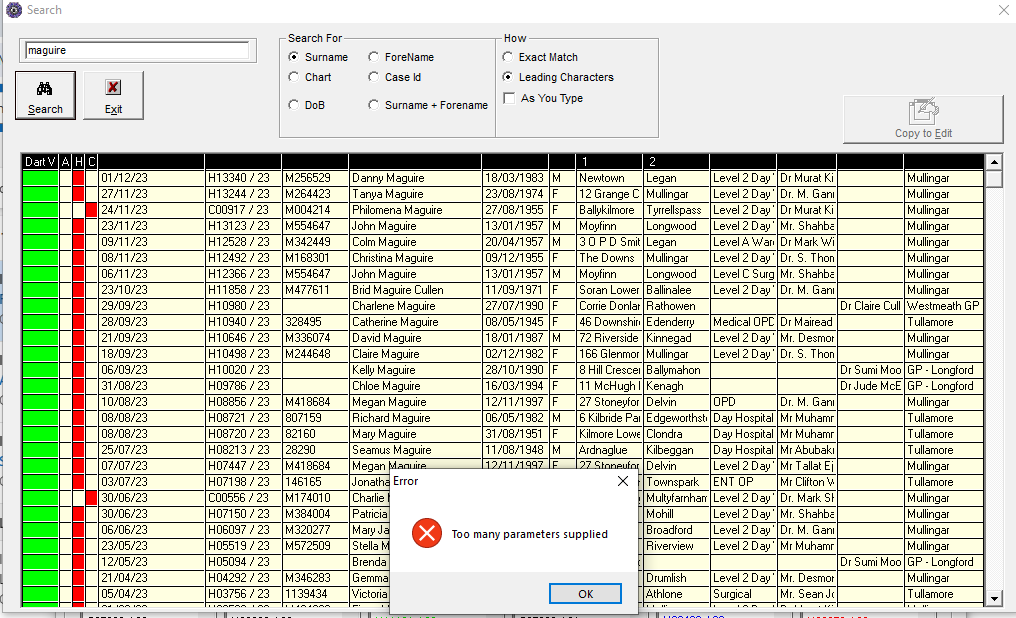 Search
maguire
Search For
How
Surname ForeName
Exact Match
Chart Case Id
Leading Characters
DoB Surname + Forename
As You Type
Search Exit
Copy to Edit
Dart V A H C 1 2
01/12/23 H13340 / 23 M256529 Danny Maguire 18/03/1983 M Newtown Legan Level 2 Day Dr Murat Ki Mullingar
27/11/23 H13244 / 23 M264423 Tanya Maguire 23/08/1974 F 12 Grange C Mullingar Level 2 Day Dr. M. Gani Mullingar
24/11/23 C00917 / 23 M004214 Philomena Maguire 27/08/1955 F Ballykilmore Tyrrellspass Level 2 Day Dr Murat Ki Mullingar
23/11/23 H13123 / 23 M554647 John Maguire 13/01/1957 M Moyfinn Longwood Level 2 Day Mr. Shahba Mullingar
09/11/23 H12528 / 23 M342449 Colm Maguire 20/04/1957 M 3 O P D Smit Legan Level A Ward Dr Mark Wi Mullingar
08/11/23 H12492 / 23 M168301 Christina Maguire 09/12/1955 F The Downs Mullingar Level 2 Day Dr. S. Thon Mullingar
06/11/23 H12366 / 23 M554647 John Maguire 13/01/1957 M Moyfinn Longwood Level C Surg Mr. Shahba Mullingar
23/10/23 H11858 / 23 M477611 Brid Maguire Cullen 11/09/1971 F Soran Lower Ballinalee Level 2 Day Dr. M. Gani Mullingar
29/09/23 H10980 / 23 Charlene Maguire 27/07/1990 F Corrie Donlar Rathowen Dr Claire Cull Westmeath GP
28/09/23 H10940 / 23 328495 Catherine Maguire 08/05/1945 F 46 Downshire Edenderry Medical OPD Dr Mairead Tullamore
21/09/23 H10646 / 23 M336074 David Maguire 18/01/1987 M 72 Riverside Kinnegad Level 2 Day Mr. Desmor Mullingar
18/09/23 H10498 / 23 M244648 Claire Maguire 02/12/1982 F 166 Glenmor Mullingar Level 2 Day Dr. S. Thon Mullingar
06/09/23 H10020 / 23 Kelly Maguire 28/10/1990 F 8 Hill Crescen Ballymahon Dr Sumi Moo GP - Longford
31/08/23 H09786 / 23 Chloe Maguire 16/03/1994 F 11 McHugh Kenagh Dr Jude McE GP - Longford
10/08/23 H08856 / 23 M418684 Megan Maguire 12/11/1997 F 27 Stoneyfor Delvin OPD Dr. M. Gani Mullingar
08/08/23 H08721 / 23 807159 Richard Maguire 06/05/1982 M 6 Kilbride Par Edgeworthst Day Hospital Mr Muhamr Tullamore
08/08/23 H08720 / 23 82160 Mary Maguire 31/08/1951 F Kilmore Lowe Clondra Day Hospital Mr Muhamr Tullamore
25/07/23 H08213 / 23 28290 Seamus Maguire 11/08/1948 M Ardnaglue Kilbeggan Day Hospital Mr Abubaki Tullamore
07/07/23 H07447 / 23 M418684 Megan Maguire 12/11/1997 F 27 Stoneyfor Delvin Level 2 Day Mr Tallat Ej Mullingar
03/07/23 H07198 / 23 146165 Jonatha Townspark ENT OP Mr Clifton Tullamore
30/06/23 C00556 / 23 M174010 Charlie Multyfarnham Level 2 Day Dr. Mark Sh Mullingar
30/06/23 H07150 / 23 M384004 Patricia Mohill Level 2 Day Mr. Shahba Mullingar
06/06/23 H06097 / 23 M320277 Mary Ja Broadford Level 2 Day Dr. M. Gani Mullingar
23/05/23 H05519 / 23 M572509 Stella M Riverview Level 2 Day Mr Muhamr Mullingar
12/05/23 H05094 / 23 Brenda Dr Sumi Moo GP - Longford
21/04/23 H04292 / 23 M346283 Gemma Drumlish Level 2 Day Mr. Desmor Mullingar
05/04/23 H03756 / 23 1139434 Victoria Athlone Surgical Mr. Sean Jo Mullingar
Error
Too many parameters supplied
OK